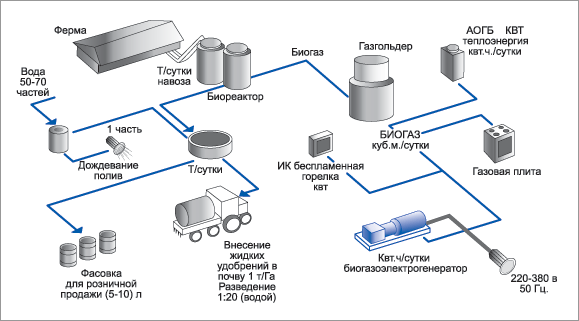 Ферма
Вода
50-70
частей
Т/сутки
навоза
Биореактор
Биогаз
Газгольдер
АОГБ КВТ
теплоэнергия
квт.ч./сутки
1 часть
Дождевание
полив
Т/сутки
БИОГАЗ
куб.м./сутки
ИК беспламенная
горелка
квт
Газовая плита
Фасовка
для розничной
продажи (5-10) л
Внесение
жидких
удобрений в
почву 1 т/Га
Разведение
1:20 (водой)
Квт.ч/сутки
биогазоэлектрогенератор
220-380 в
50 Гц.